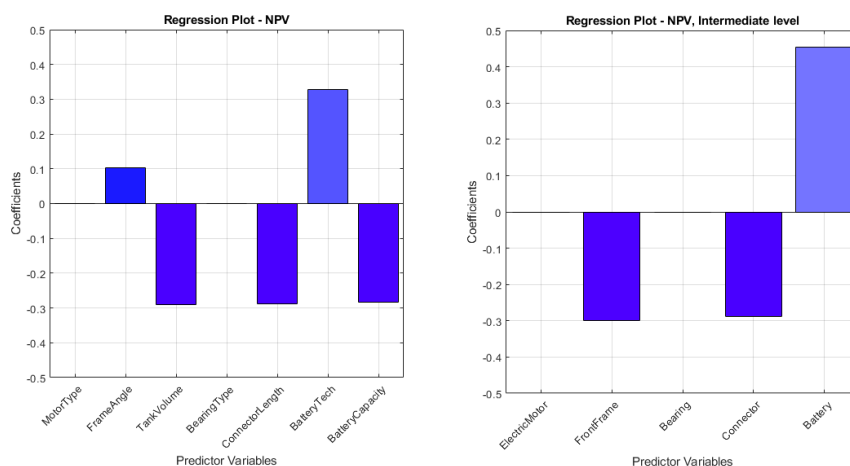 Regression Plot - NPV
0.5
0.4
0.3
0.2
0.1
0
-0.1
-0.2
-0.3
-0.4
-0.5
Coefficients
MotorType
FrameAngle
TankVolume
BearingType
ConnectorLength
BatteryTech
BatteryCapacity
Predictor Variables
Regression Plot - NPV, Intermediate level
0.5
0.4
0.3
0.2
0.1
0
-0.1
-0.2
-0.3
-0.4
-0.5
Coefficients
ElectricMotor
FrontFrame
Bearing
Connector
Battery
Predictor Variables